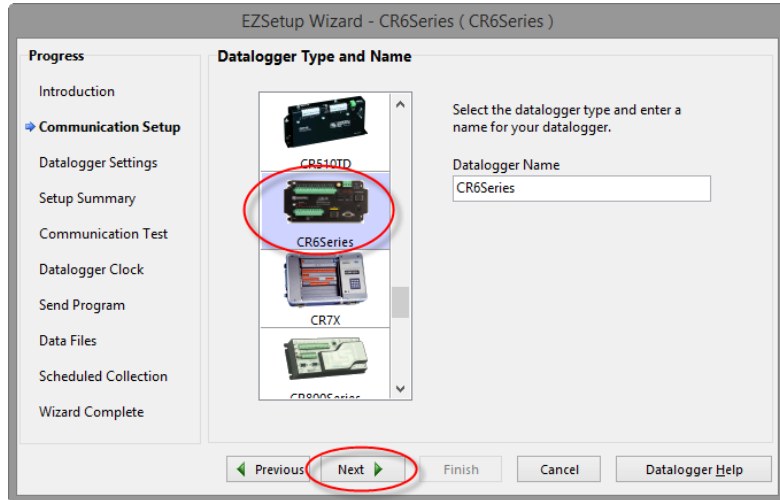 EZSetup Wizard - CR6Series ( CR6Series )
Progress
Introduction
Communication Setup
Datalogger Settings
Setup Summary
Communication Test
Datalogger Clock
Send Program
Data Files
Scheduled Collection
Wizard Complete
Datalogger Type and Name
CR510TD
CR6Series
CR7X
CR800Series
Select the datalogger type and enter a
name for your datalogger.
Datalogger Name
CR6Series
Previous
Next
Finish
Cancel
Datalogger Help